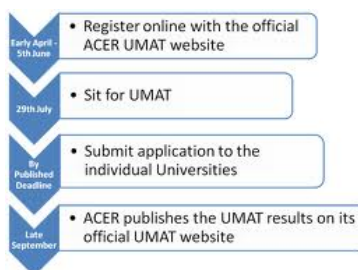 Early April -
5th June
• Register online with the official
ACER UMAT website
29th July
• Sit for UMAT
By
Published
Deadline
• Submit application to the
individual Universities
Late
September
• ACER publishes the UMAT results on its
official UMAT website